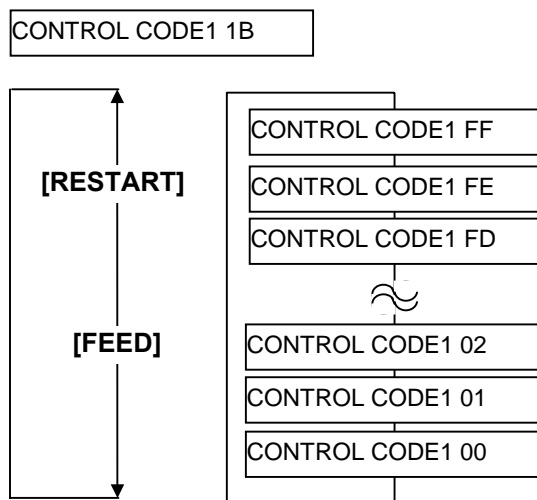 CONTROL CODE1 1B
CONTROL CODE1 FF
[RESTART]
CONTROL CODE1 FE
CONTROL CODE1 FD
[FEED]
CONTROL CODE1 02
CONTROL CODE1 01
CONTROL CODE1 00